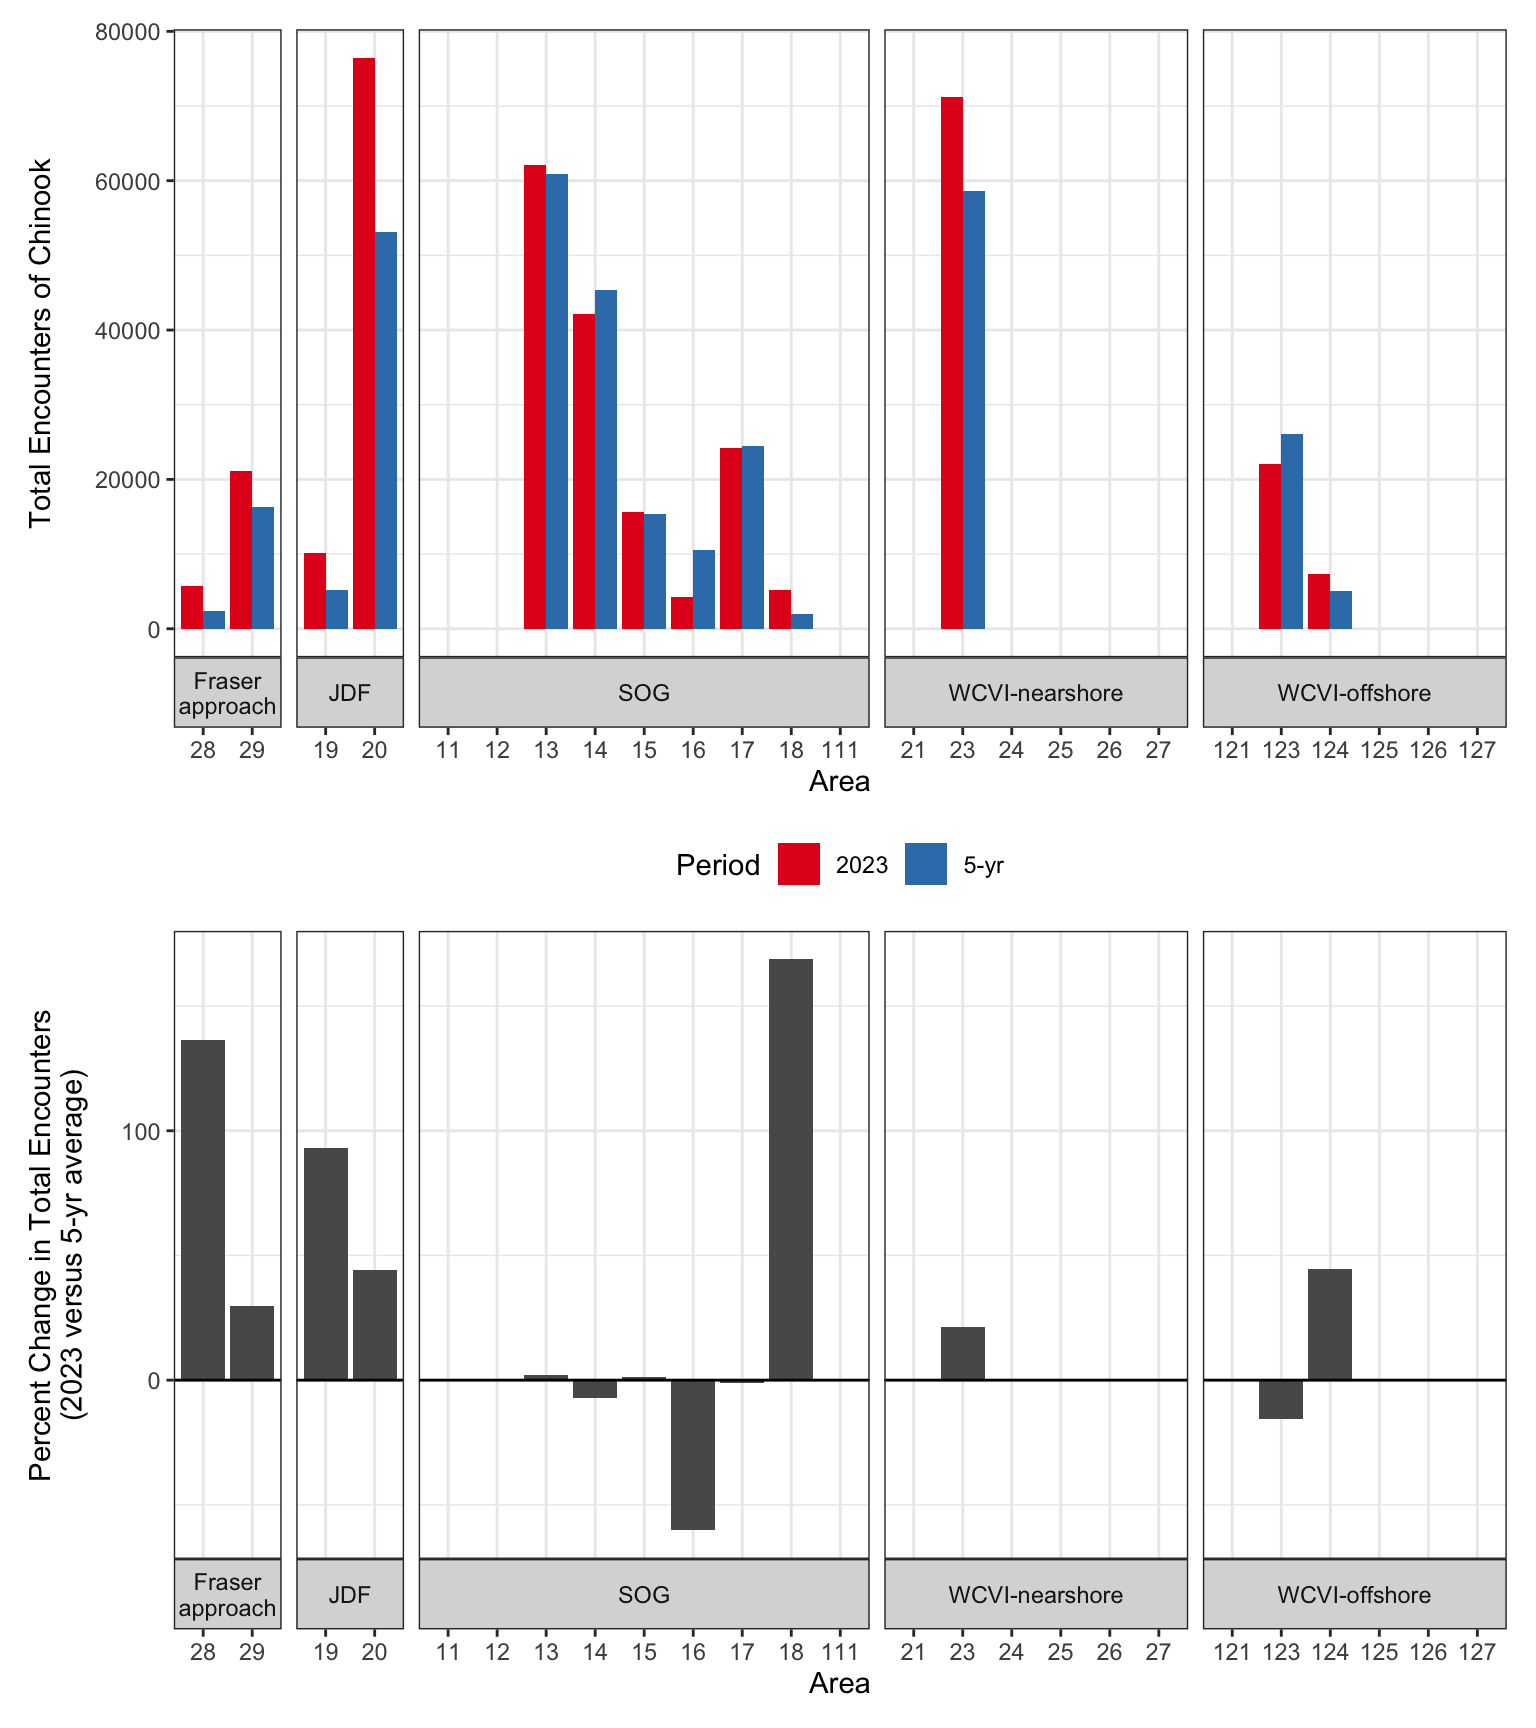 Total Encounters of Chinook
80000
60000
40000
20000
0
Fraser
approach
JDF
SOG
WCVI-nearshore
WCVI-offshore
28 29 19 20 11 12 13 14 15 16 17 18 111 21 23 24 25 26 27 121 123 124 125 126 127
Area
Period 2023 5-yr
Percent Change in Total Encounters
(2023 versus 5-yr average)
100
0
Fraser
approach
JDF
SOG
WCVI-nearshore
WCVI-offshore
28 29 19 20 11 12 13 14 15 16 17 18 111 21 23 24 25 26 27 121 123 124 125 126 127
Area